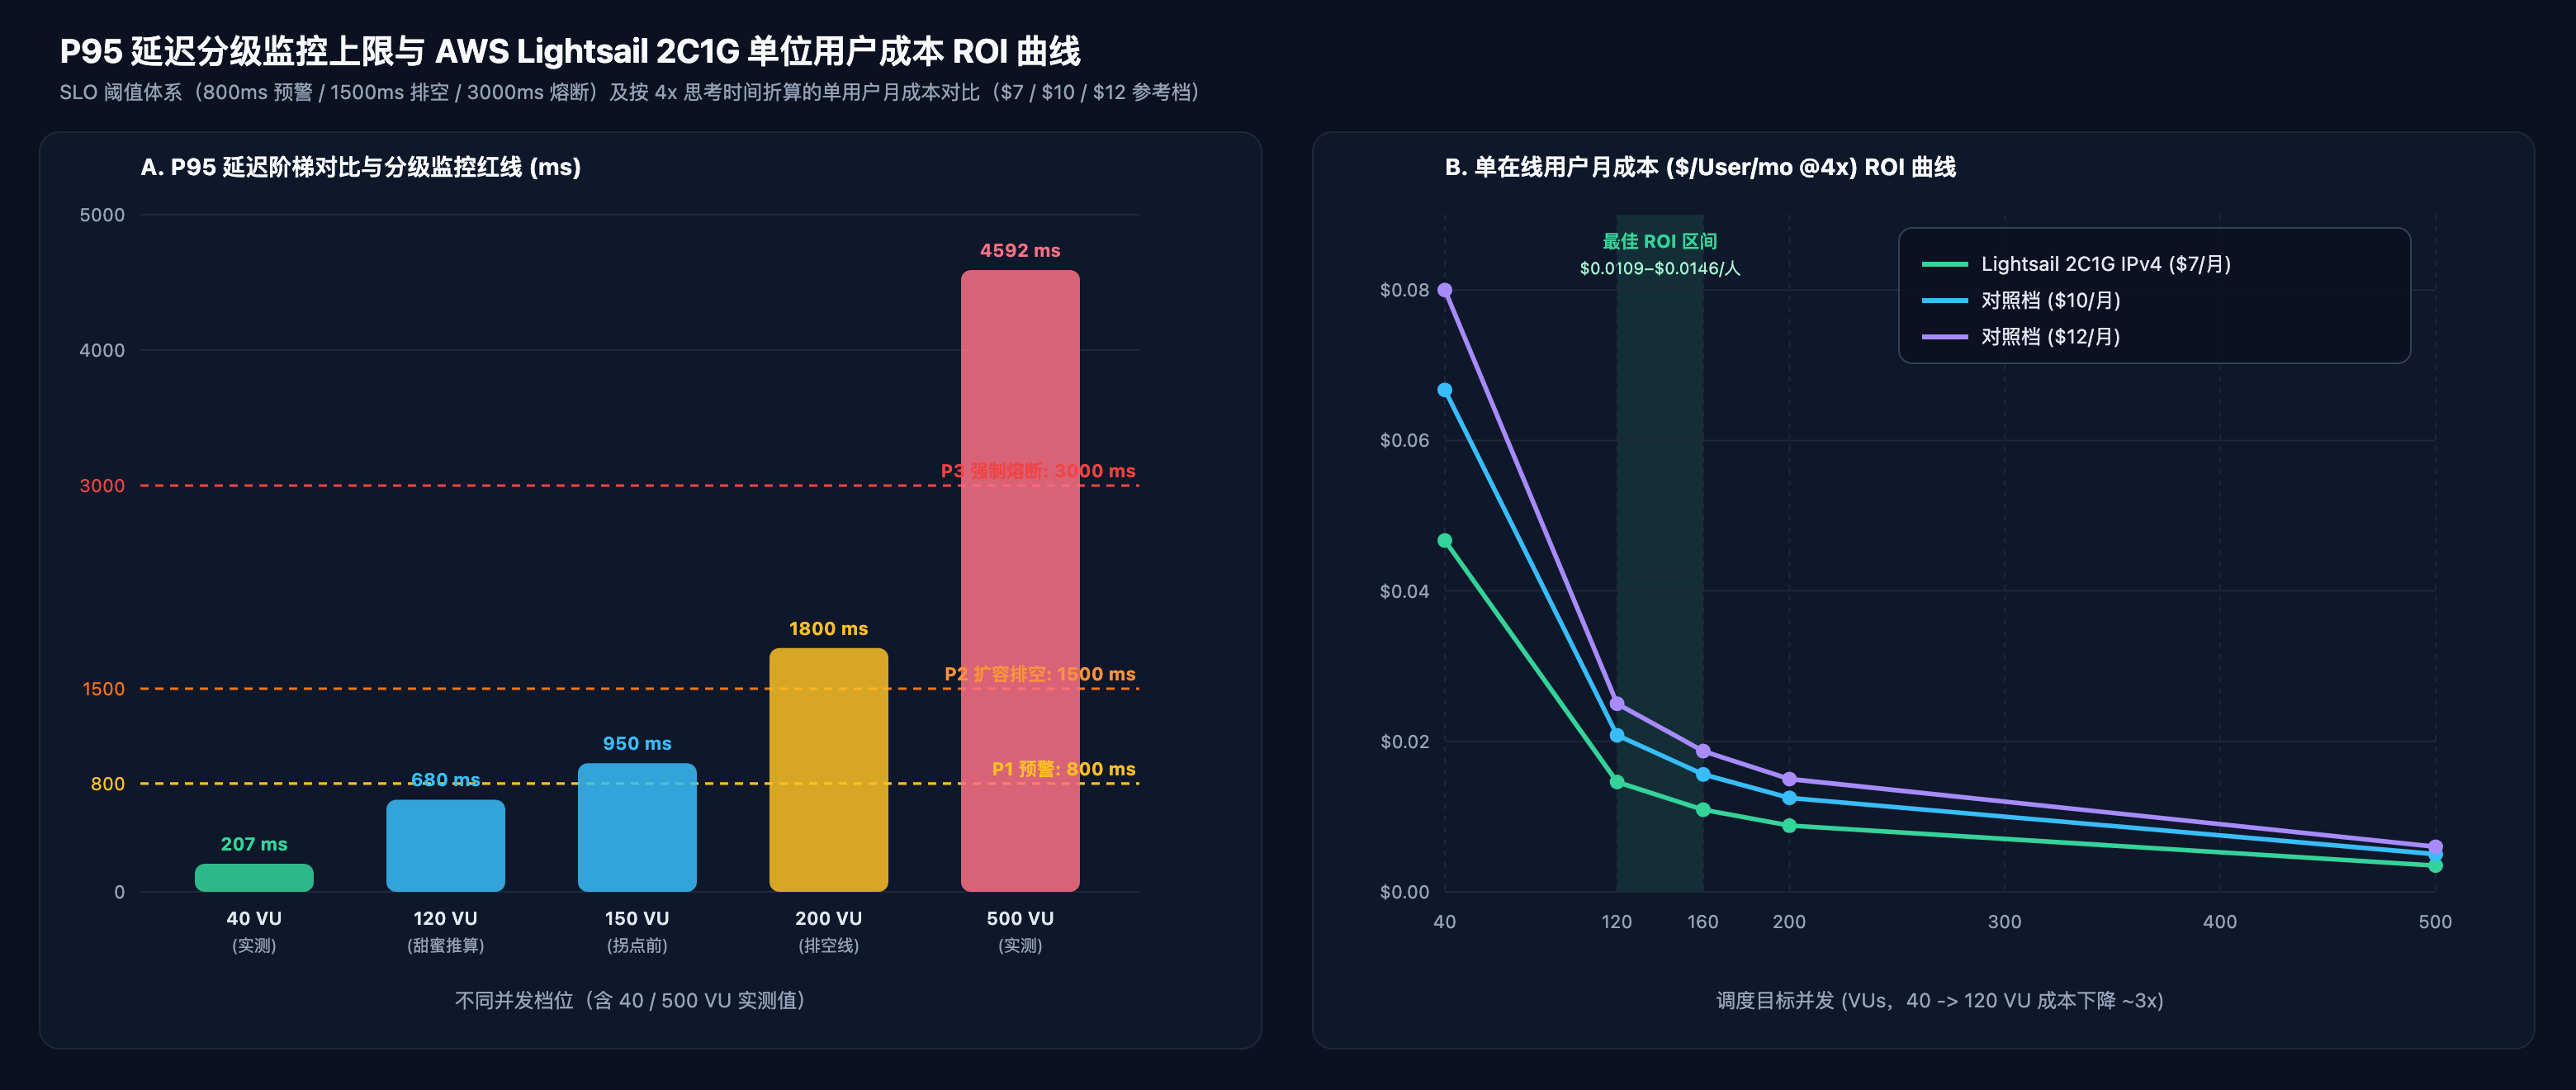 P95 延迟分级监控上限与 AWS Lightsail 2C1G 单位用户成本 ROI 曲线
SLO 阈值体系（800ms 预警 / 1500ms 排空 / 3000ms 熔断）及按 4x 思考时间折算的单用户月成本对比（$7 / $10 / $12 参考档）
A. P95 延迟阶梯对比与分级监控红线 (ms)
5000
4000
3000
1500
800
0
4592 ms
P3 强制熔断: 3000 ms
1800 ms
P2 扩容排空: 1500 ms
950 ms
P1 预警: 800 ms
680 ms
207 ms
40 VU
(实测)
120 VU
(甜蜜推算)
150 VU
(拐点前)
200 VU
(排空线)
500 VU
(实测)
不同并发档位（含 40 / 500 VU 实测值）
B. 单在线用户月成本 ($/User/mo @4x) ROI 曲线
最佳 ROI 区间
$0.0109–$0.0146/人
Lightsail 2C1G IPv4 ($7/月)
对照档 ($10/月)
对照档 ($12/月)
$0.08
$0.06
$0.04
$0.02
$0.00
40
120
160
200
300
400
500
调度目标并发 (VUs，40 -> 120 VU 成本下降 ~3x)